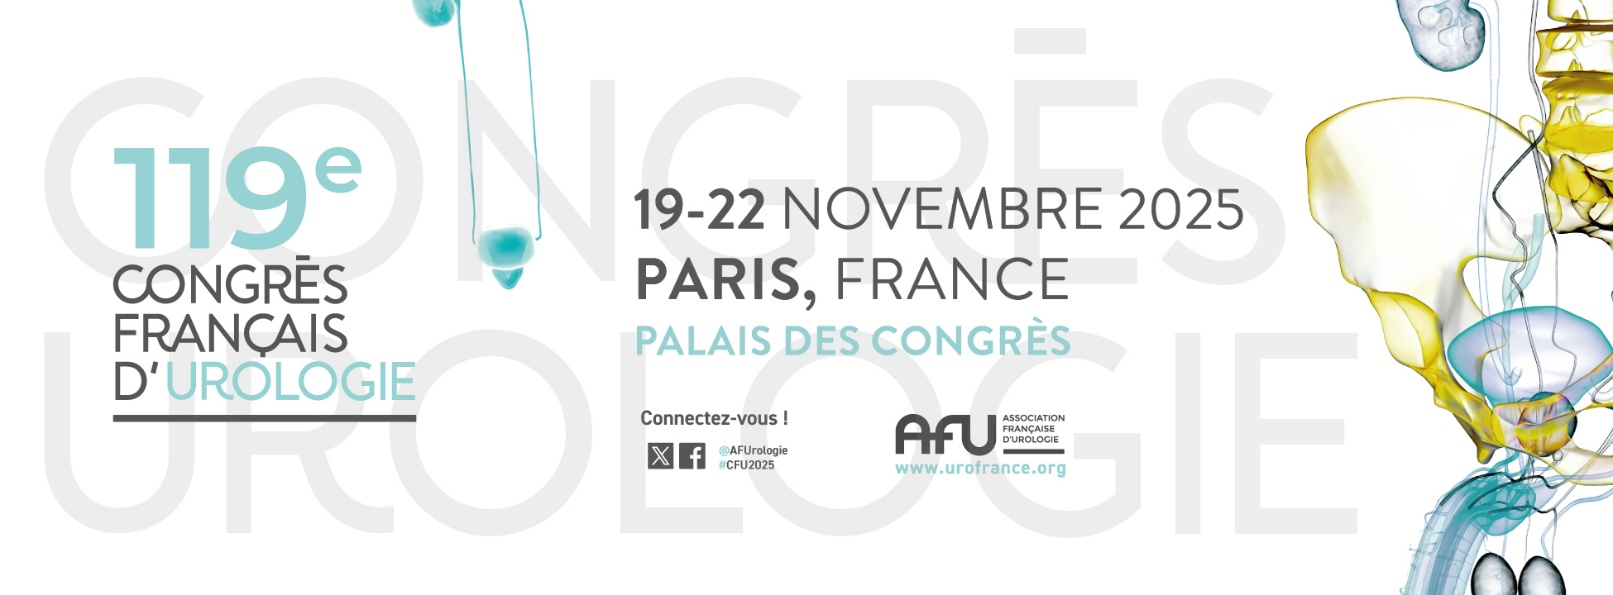 CONGRÈS
UROLOGIE
119e
CONGRÈS
FRANÇAIS
D'UROLOGIE
19-22 NOVEMBRE 2025
PARIS, FRANCE
PALAIS DES CONGRÈS
Connectez-vous !
@AFUrologie
#CFU2025
AFU
ASSOCIATION
FRANÇAISE
D'UROLOGIE
www.urofrance.org